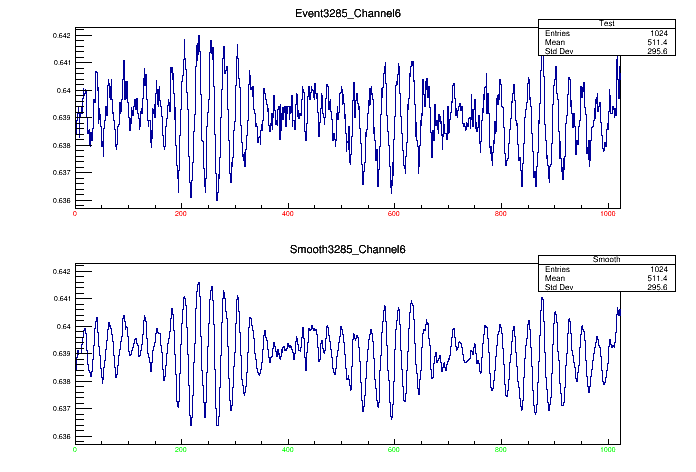 Event3285_Channel6
Test
Entries 1024
Mean 511.4
Std Dev 295.6
0.642
0.641
0.64
0.639
0.638
0.637
0.636
0 200 400 600 800 1000
Smooth3285_Channel6
Smooth
Entries 1024
Mean 511.4
Std Dev 295.6
0.642
0.641
0.64
0.639
0.638
0.637
0.636
0 200 400 600 800 1000